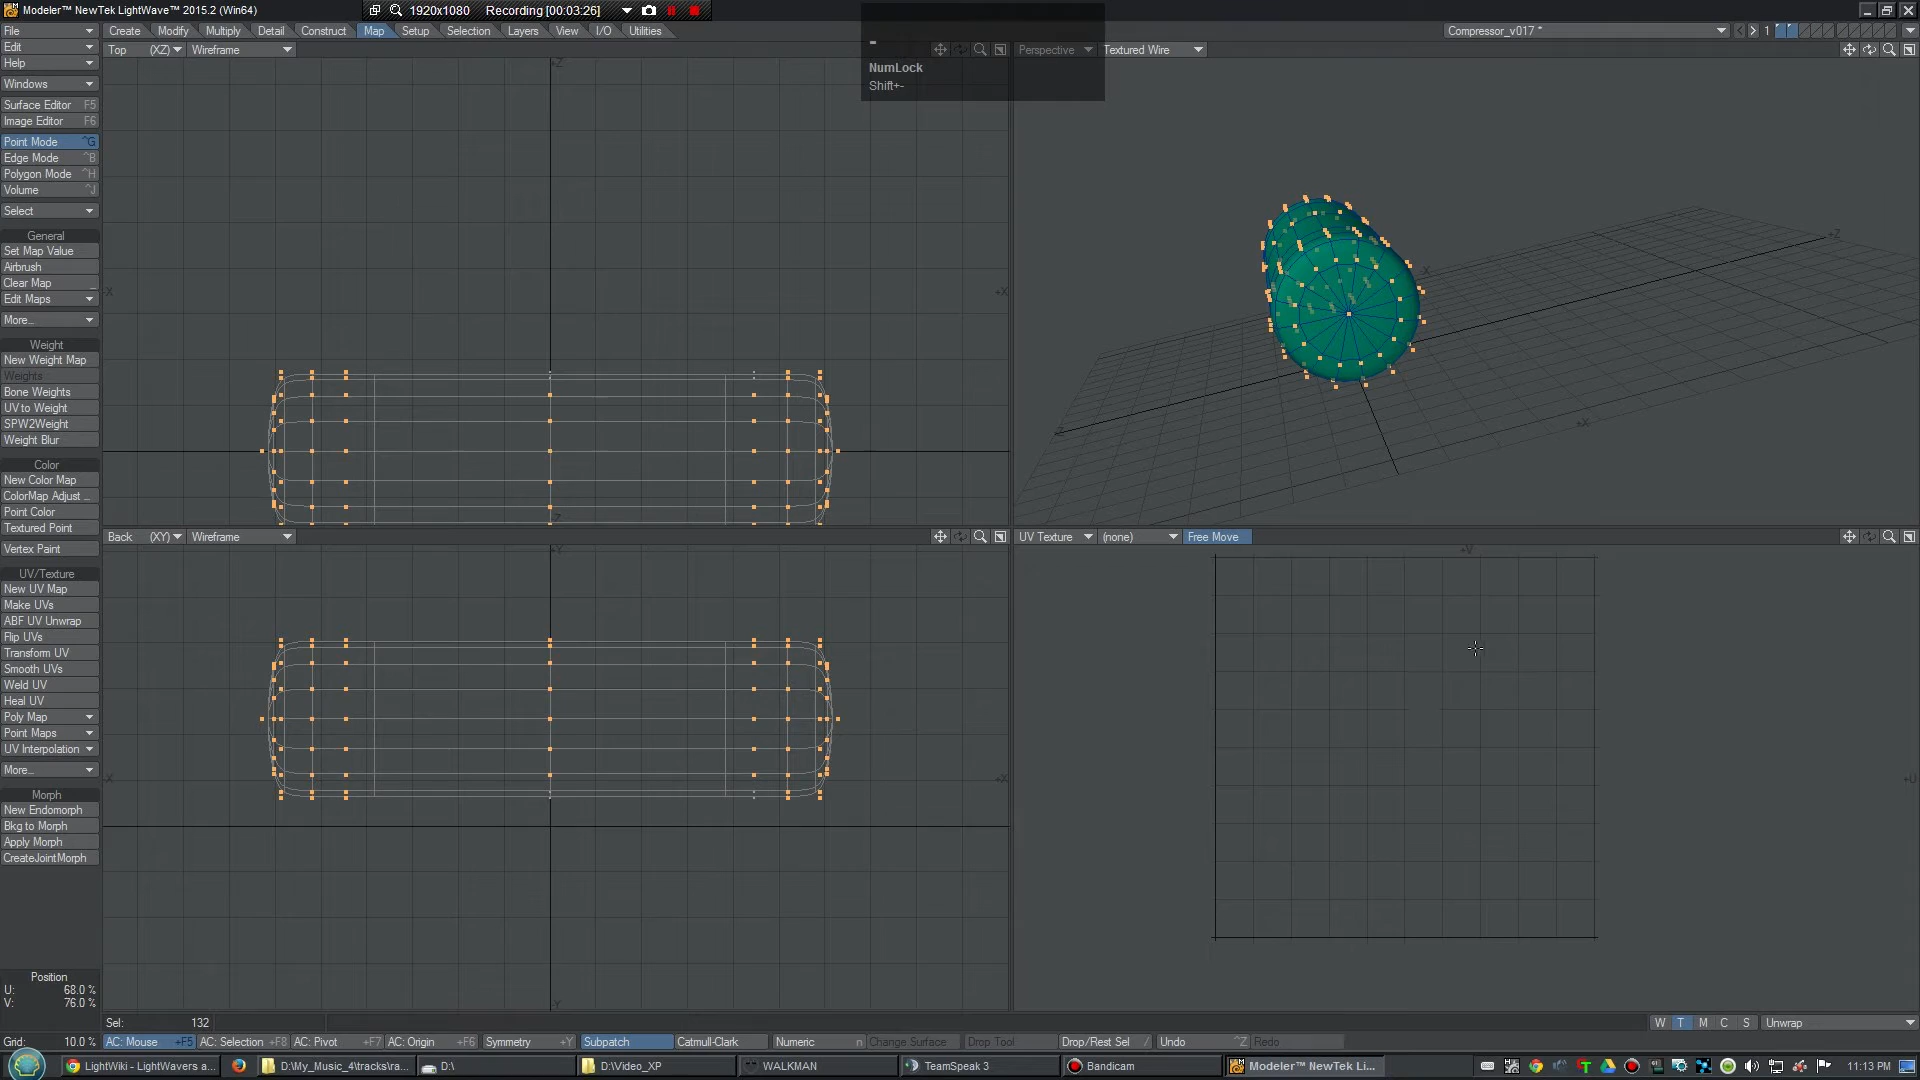 Modeler™ NewTek LightWave™ 2015.2 (Win64)
1920x1080 Recording [00:03:26]
File
Edit
Help
Windows
Surface Editor F5
Image Editor F6
Point Mode ^G
Edge Mode ^B
Polygon Mode ^H
Volume ^J
Select
General
Set Map Value
Airbrush
Clear Map _
Edit Maps
More...
Weight
New Weight Map
Weights
Bone Weights
UV to Weight
SPW2Weight
Weight Blur
Color
New Color Map
ColorMap Adjust ...
Point Color
Textured Point
Vertex Paint
UV/Texture
New UV Map
Make UVs
ABF UV Unwrap
Flip UVs
Transform UV
Smooth UVs
Weld UV
Heal UV
Poly Map
Point Maps
UV Interpolation
More...
Morph
New Endomorph
Bkg to Morph
Apply Morph
CreateJointMorph
Position
U: 68.0 %
V: 76.0 %
Grid: 10.0 %
Create Modify Multiply Detail Construct Map Setup Selection Layers View I/O Utilities
Compressor_v017 *
1
Top (XZ) Wireframe
-
NumLock
Shift+-
Perspective Textured Wire
+Z
-X
+X
-Z
+Z
-X
+X
Back (XY) Wireframe
+Y
-X
+X
-Y
UV Texture (none) Free Move
+V
+U
Sel: 132
W T M C S Unwrap
AC: Mouse +F5 AC: Selection +F8 AC: Pivot +F7 AC: Origin +F6 Symmetry +Y Subpatch Catmull-Clark Numeric n Change Surface Drop Tool Drop/Rest Sel / Undo ^Z Redo
LightWiki - LightWavers a...
D:\My_Music_4\tracks\ra...
D:\
D:\Video_XP
WALKMAN
TeamSpeak 3
Bandicam
Modeler™ NewTek Li...
11:13 PM